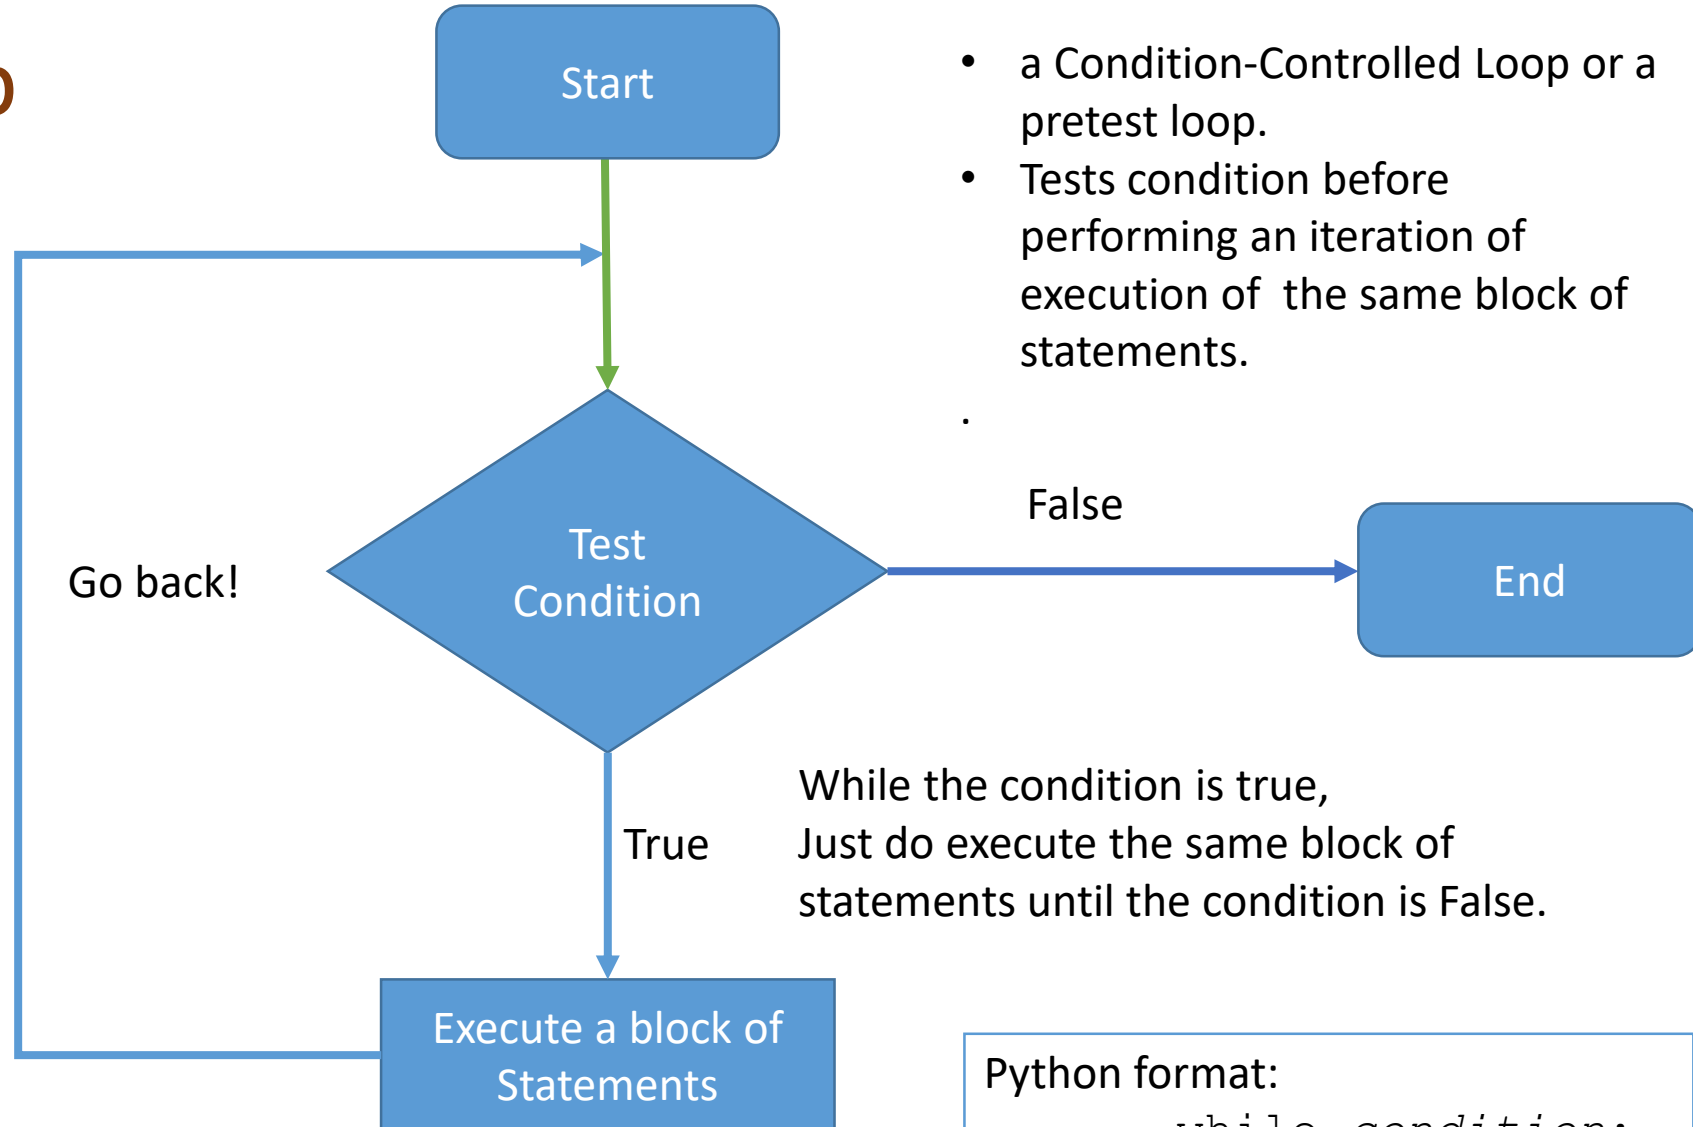 Start
• a Condition-Controlled Loop or a
pretest loop.
• Tests condition before
performing an iteration of
execution of the same block of
statements.
.
False
Test
Condition
End
Go back!
True
While the condition is true,
Just do execute the same block of
statements until the condition is False.
Execute a block of
Statements
Python format:
while condition: